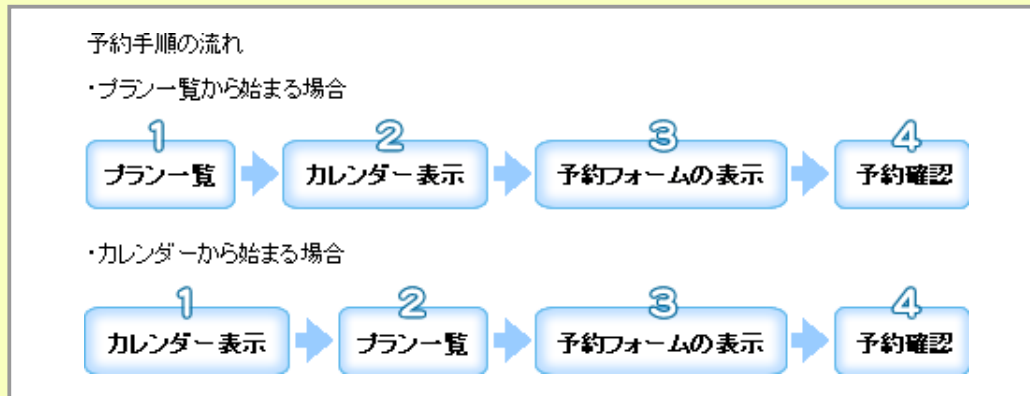 予約手順の流れ
・プラン一覧から始まる場合
1 2 3 4
プラン一覧 カレンダー表示 予約フォームの表示 予約確認
・カレンダーから始まる場合
1 2 3 4
カレンダー表示 プラン一覧 予約フォームの表示 予約確認